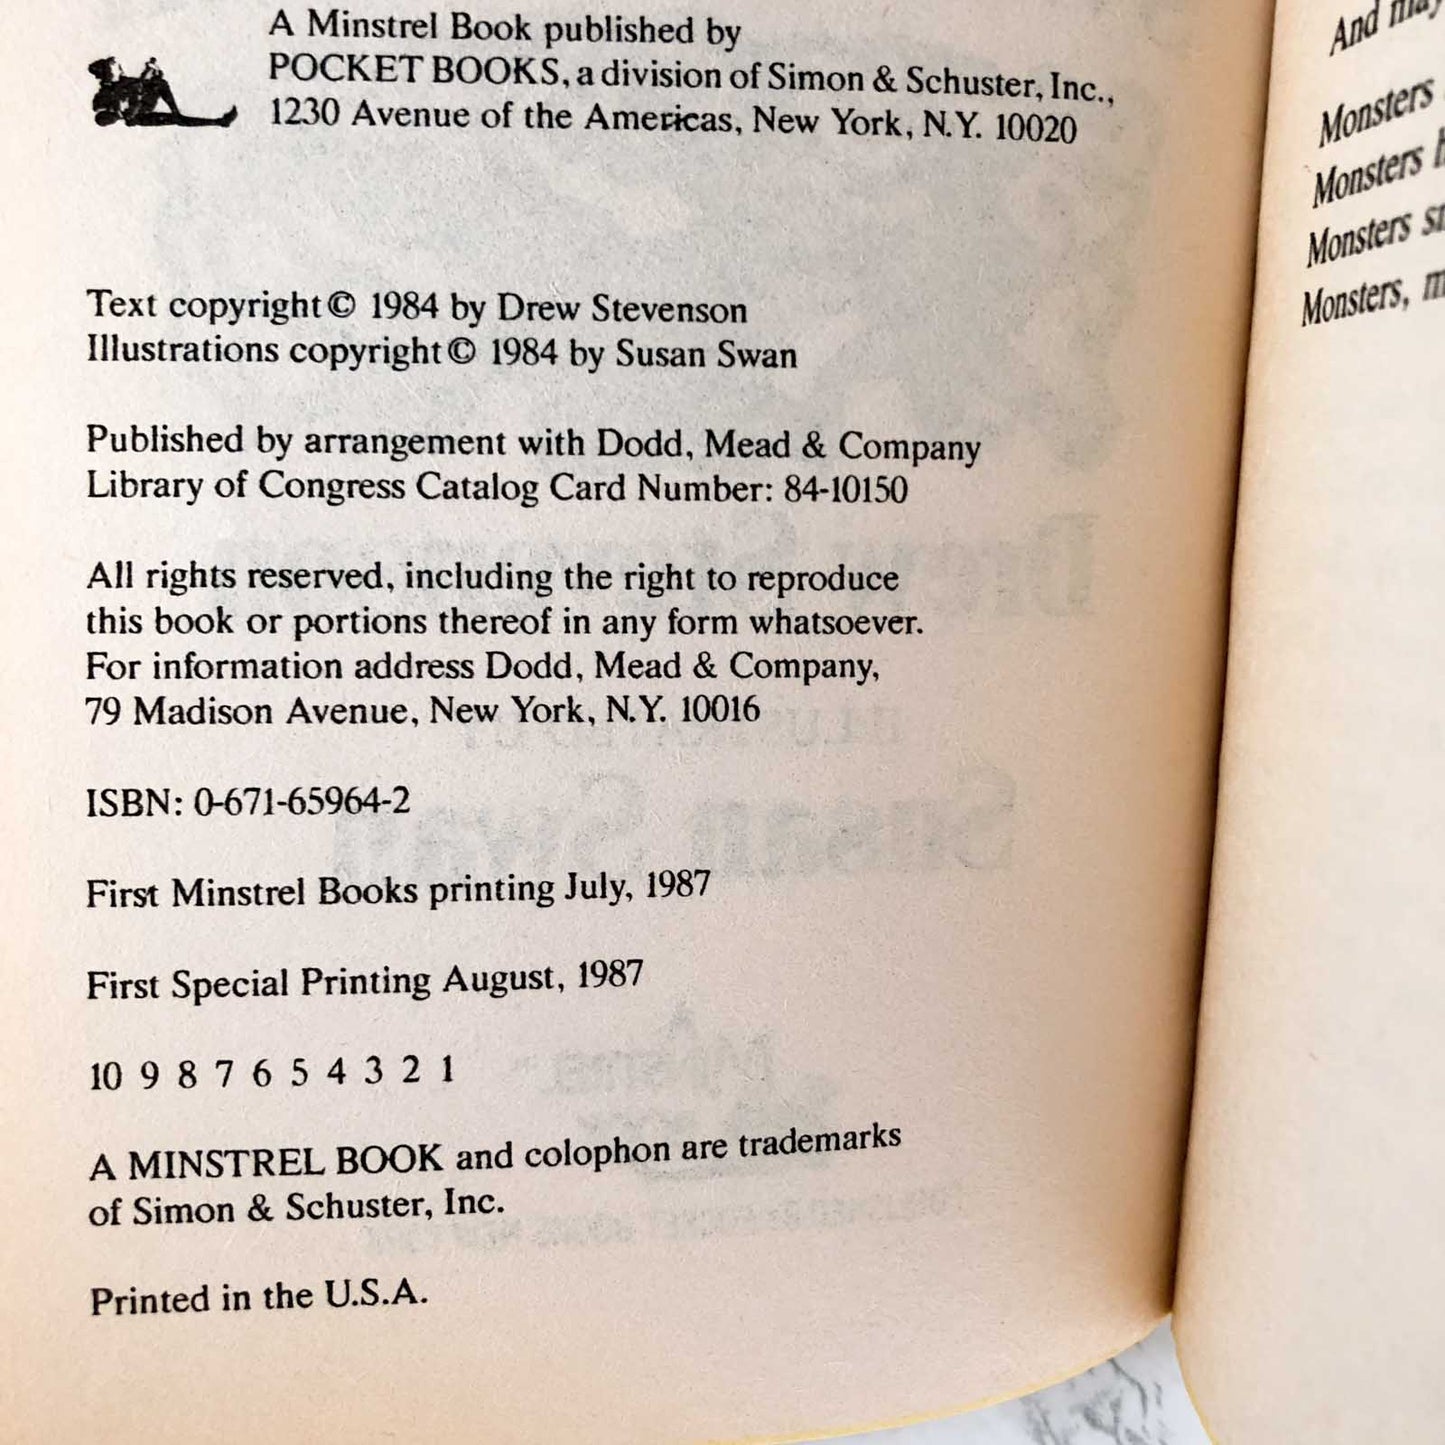 A Minstrel Book published by
POCKET BOOKS, a division of Simon & Schuster, Inc.,
1230 Avenue of the Americas, New York, N.Y. 10020
Text copyright © 1984 by Drew Stevenson
Illustrations copyright © 1984 by Susan Swan
Published by arrangement with Dodd, Mead & Company
Library of Congress Catalog Card Number: 84-10150
All rights reserved, including the right to reproduce
this book or portions thereof in any form whatsoever.
For information address Dodd, Mead & Company,
79 Madison Avenue, New York, N.Y. 10016
ISBN: 0-671-65964-2
First Minstrel Books printing July, 1987
First Special Printing August, 1987
10 9 8 7 6 5 4 3 2 1
A MINSTREL BOOK and colophon are trademarks
of Simon & Schuster, Inc.
Printed in the U.S.A.
And may
Monsters
Monsters
Monsters
Monsters,